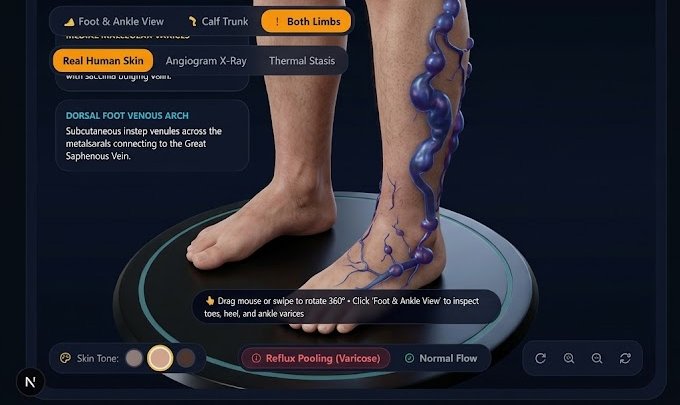 Foot & Ankle View
Calf Trunk
! Both Limbs
MEDIAL MALLEOLAR VARICES
Real Human Skin
Angiogram X-Ray
Thermal Stasis
with
DORSAL FOOT VENOUS ARCH
Subcutaneous instep venules across the
metalsarals connecting to the Great
Saphenous Vein.
Drag mouse or swipe to rotate 360° • Click 'Foot & Ankle View' to inspect
toes, heel, and ankle varices
Skin Tone:
Reflux Pooling (Varicose)
Normal Flow
N